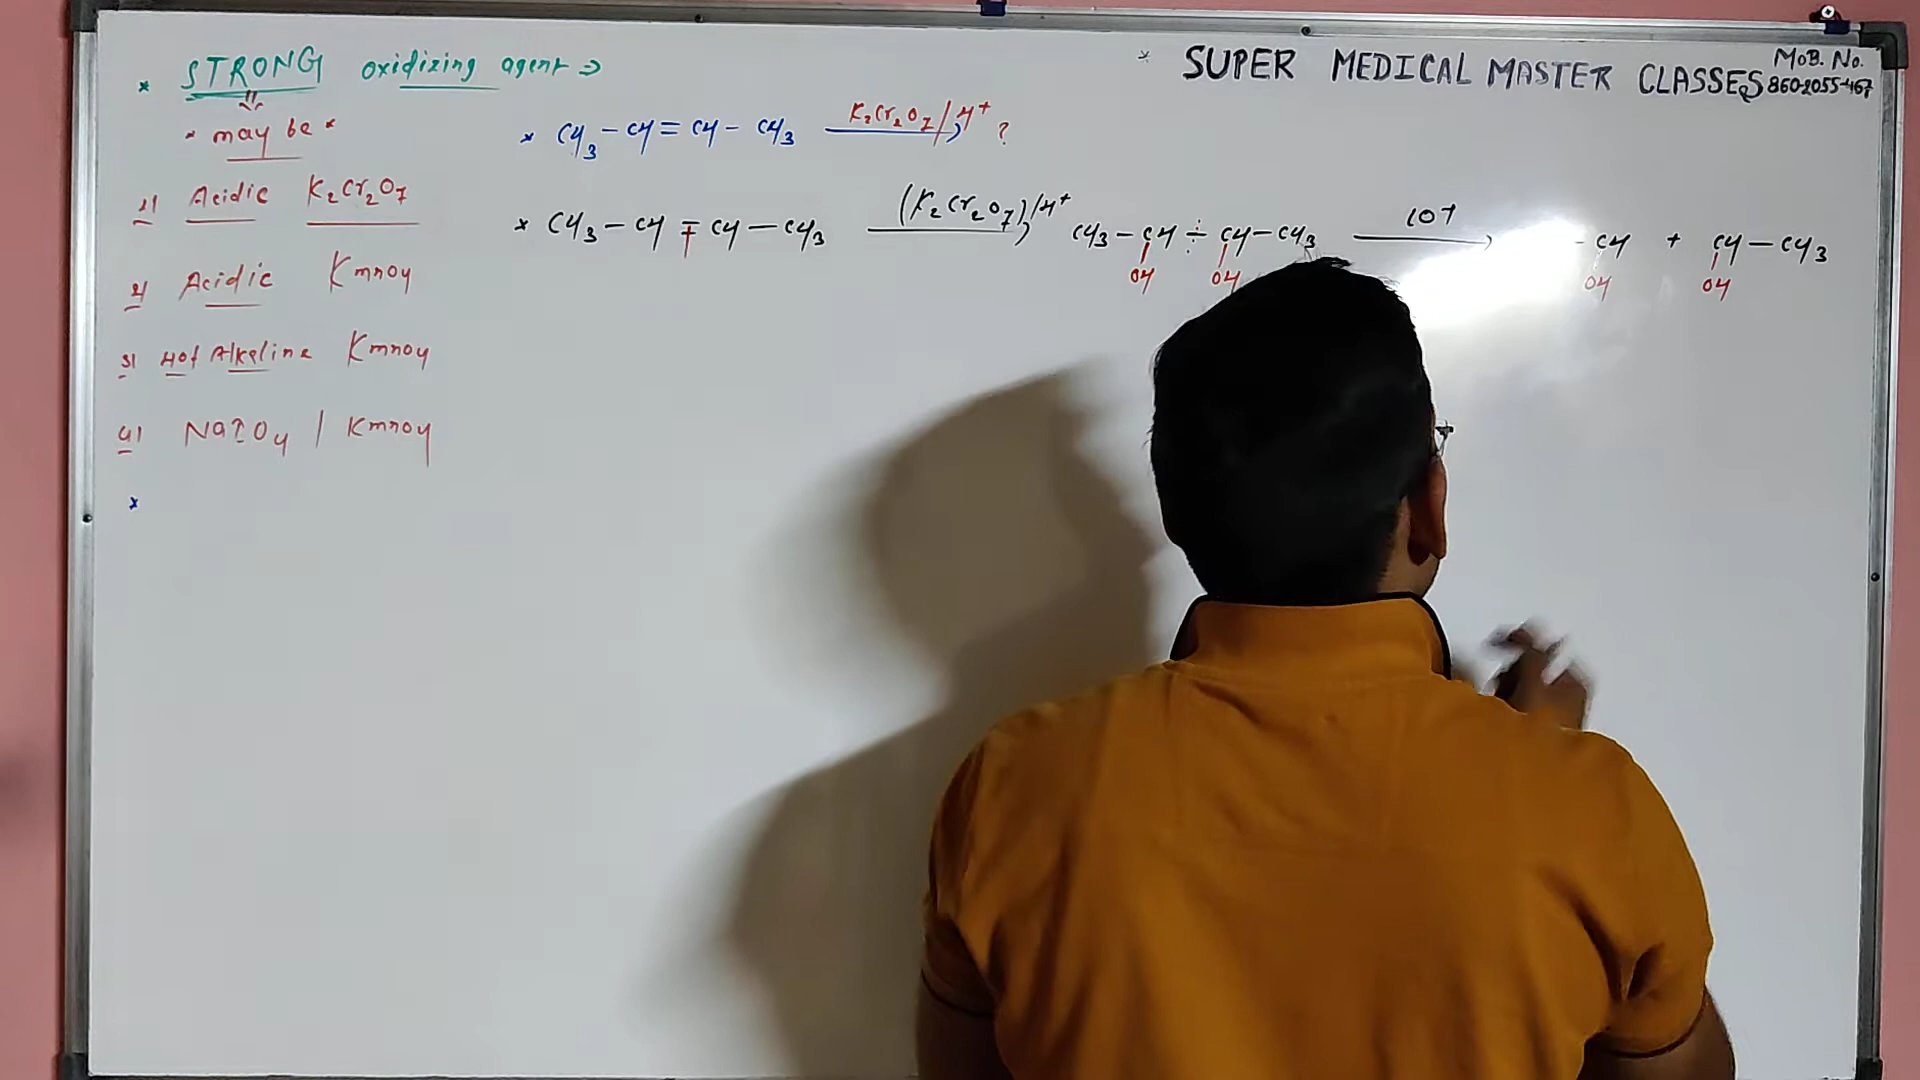 * STRONG oxidizing agent ⇒
* may be *
1) Acidic K₂Cr₂O₇
2) Acidic KmnO4
3) Hot Alkaline KmnO4
4) NaIO4 / KmnO4
*
* SUPER MEDICAL MASTER CLASSES
MOB. No.
860-2055-467
* CH3 - CH = CH - CH3 K₂Cr₂O₇/H⁺ ?
* CH3 - CH = CH - CH3 (K₂Cr₂O₇)/H⁺ CH3 - CH - CH - CH3 [O] - CH + CH - CH3
OH OH OH OH